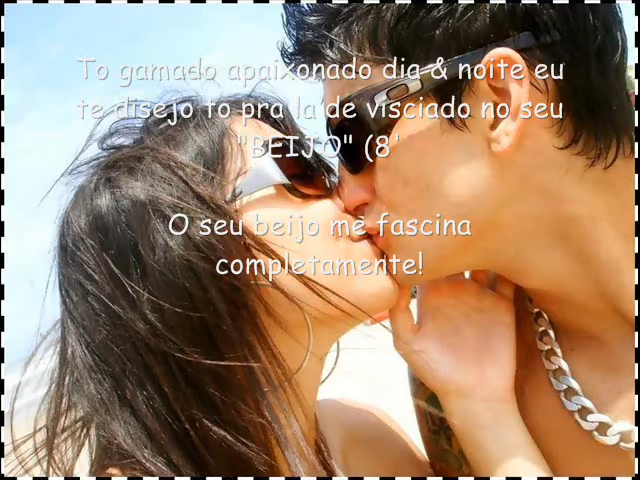 To gamado apaixonado dia & noite eu
te disejo to pra la'de visciado no seu
"BEIJO" (8'
O seu beijo me fascina
completamente!